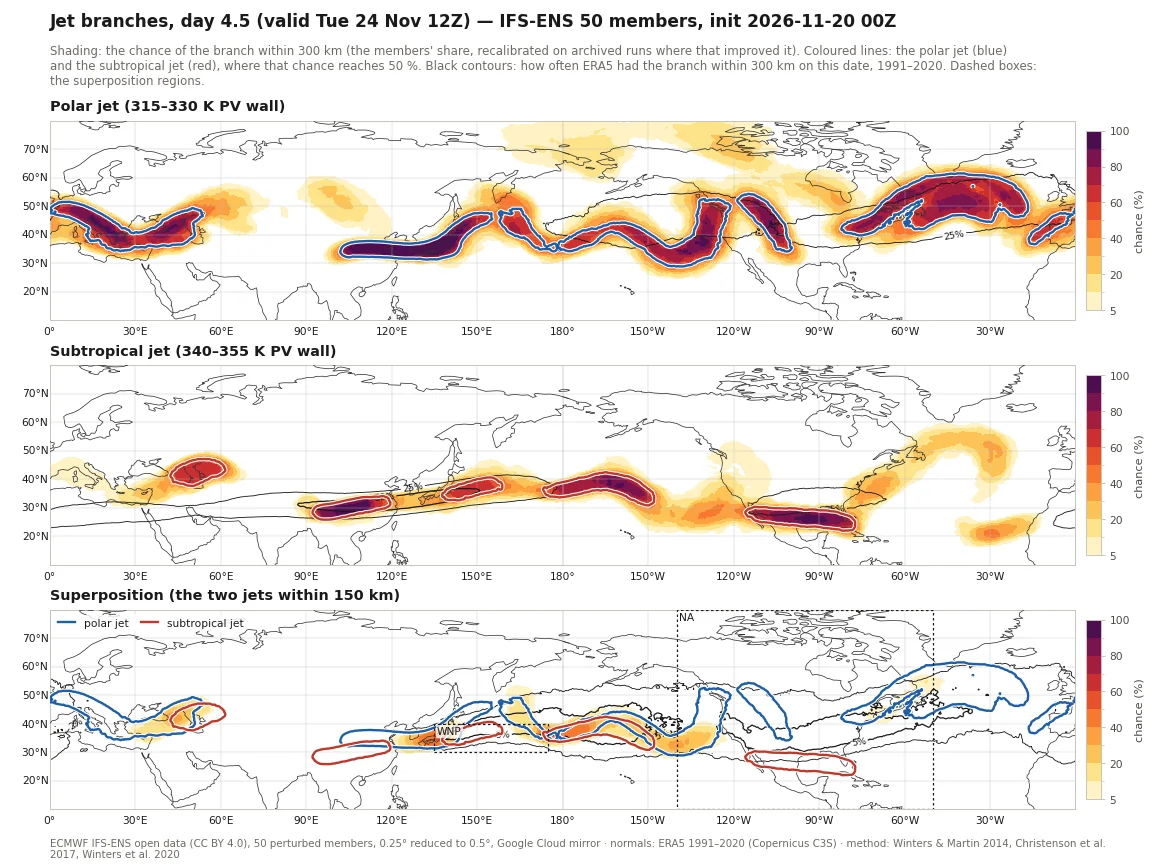 Jet branches, day 4.5 (valid Tue 24 Nov 12Z) — IFS-ENS 50 members, init 2026-11-20 00Z
Shading: the chance of the branch within 300 km (the members' share, recalibrated on archived runs where that improved it). Coloured lines: the polar jet (blue)
and the subtropical jet (red), where that chance reaches 50 %. Black contours: how often ERA5 had the branch within 300 km on this date, 1991–2020. Dashed boxes:
the superposition regions.
Polar jet (315–330 K PV wall)
70°N
60°N
50°N
40°N
30°N
20°N
25%
0°
30°E
60°E
90°E
120°E
150°E
180°
150°W
120°W
90°W
60°W
30°W
100
80
60
40
20
5
chance (%)
Subtropical jet (340–355 K PV wall)
70°N
60°N
50°N
40°N
30°N
20°N
0°
30°E
60°E
90°E
120°E
150°E
180°
150°W
120°W
90°W
60°W
30°W
100
80
60
40
20
5
chance (%)
Superposition (the two jets within 150 km)
polar jet
subtropical jet
NA
WNP
5%
70°N
60°N
50°N
40°N
30°N
20°N
0°
30°E
60°E
90°E
120°E
150°E
180°
150°W
120°W
90°W
60°W
30°W
100
80
60
40
20
5
chance (%)
ECMWF IFS-ENS open data (CC BY 4.0), 50 perturbed members, 0.25° reduced to 0.5°, Google Cloud mirror · normals: ERA5 1991–2020 (Copernicus C3S) · method: Winters & Martin 2014, Christenson et al.
2017, Winters et al. 2020